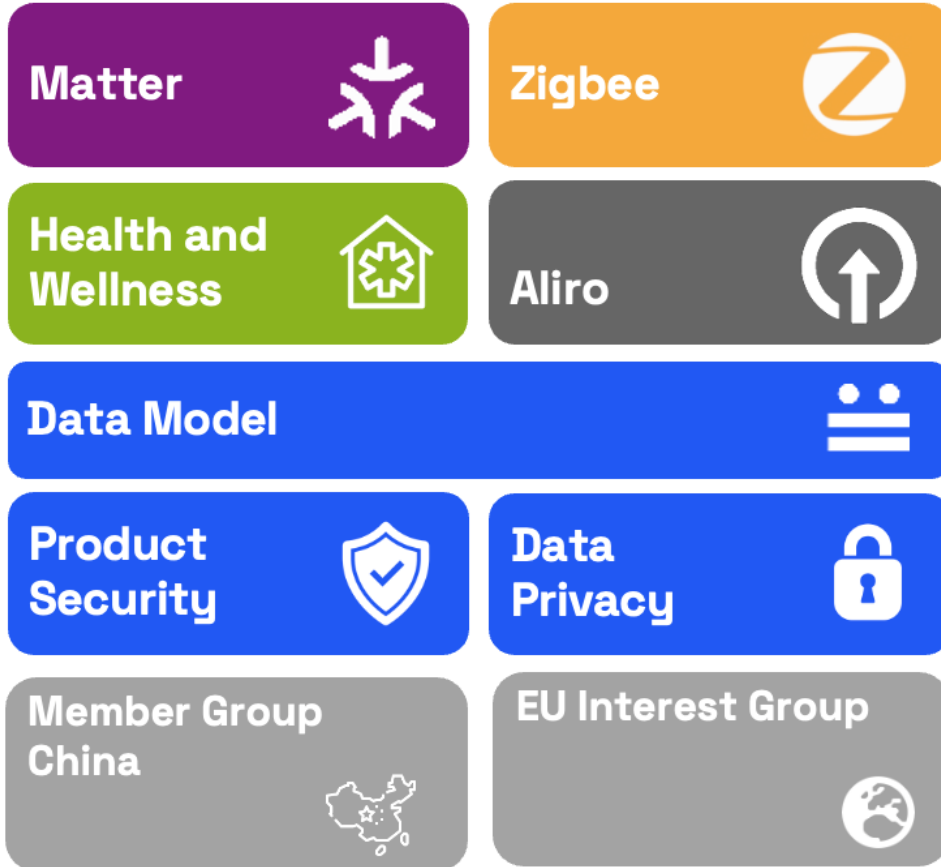 Matter
Zigbee
Health and
Wellness
Aliro
Data Model
Product
Security
Data
Privacy
Member Group
China
EU Interest Group